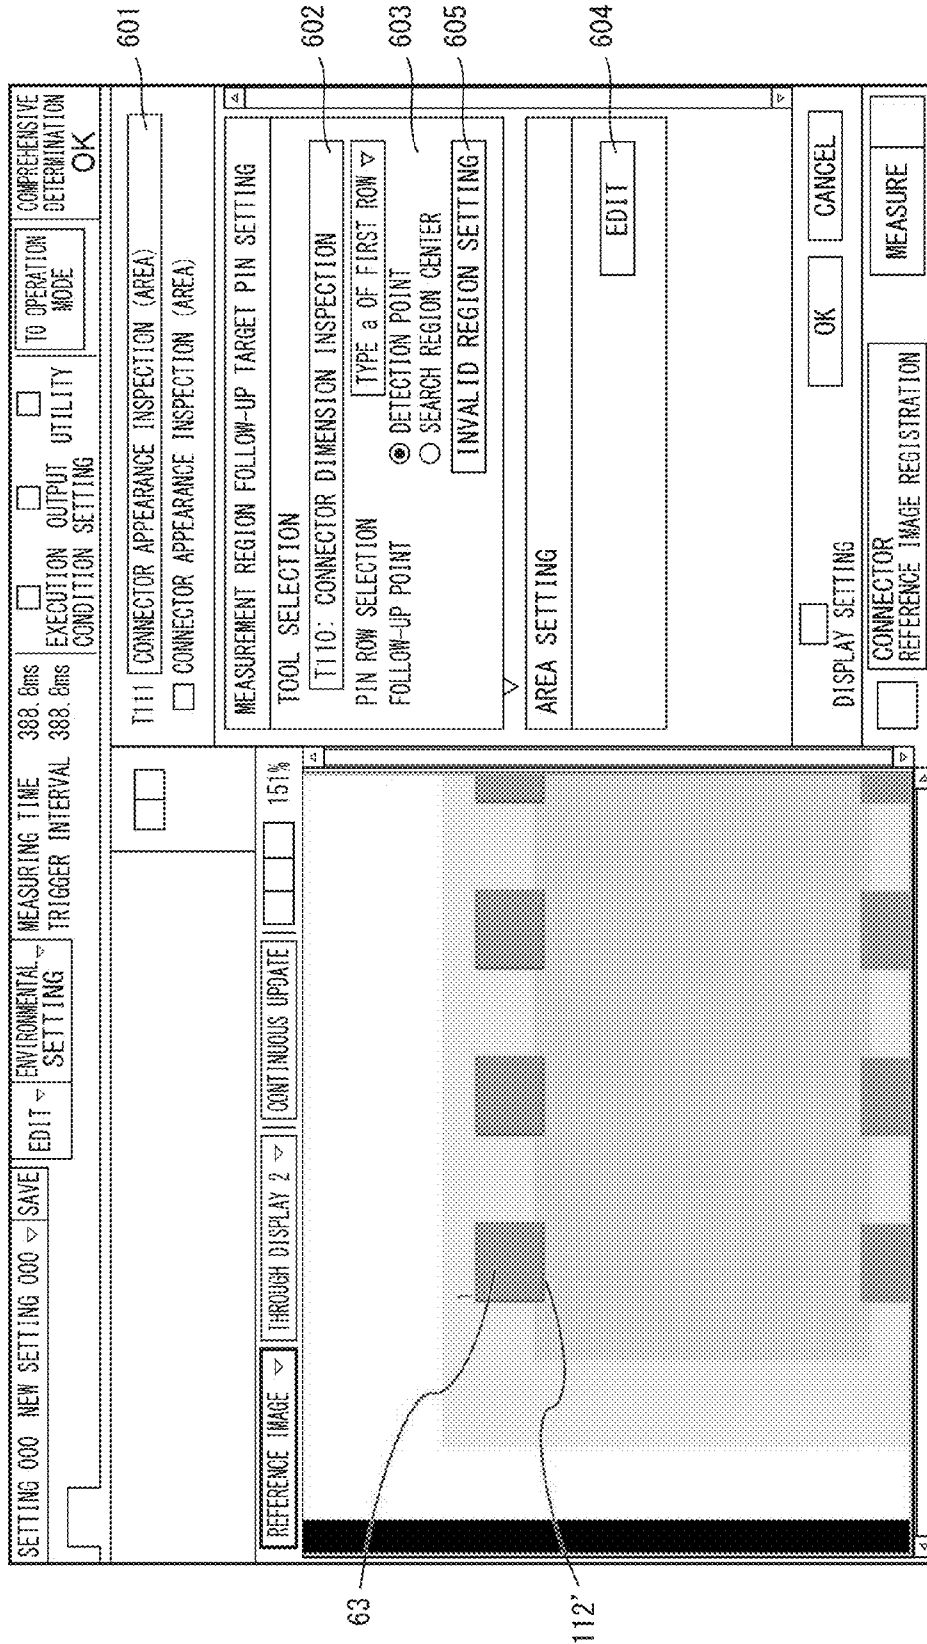 SETTING 000 NEW SETTING 000 ▽ SAVE
EDIT ▽
ENVIRONMENTAL ▽
SETTING
MEASURING TIME 388.8ms
TRIGGER INTERVAL 388.8ms
EXECUTION
CONDITION
OUTPUT
SETTING
UTILITY
TO OPERATION
MODE
COMPREHENSIVE
DETERMINATION
OK
REFERENCE IMAGE ▽
THROUGH DISPLAY 2 ▽
CONTINUOUS UPDATE
151%
63
112'
T111 CONNECTOR APPEARANCE INSPECTION (AREA)
601
CONNECTOR APPEARANCE INSPECTION (AREA)
MEASUREMENT REGION FOLLOW-UP TARGET PIN SETTING
TOOL SELECTION
T110: CONNECTOR DIMENSION INSPECTION
602
PIN ROW SELECTION TYPE a OF FIRST ROW ▽
FOLLOW-UP POINT DETECTION POINT
603
SEARCH REGION CENTER
INVALID REGION SETTING
605
AREA SETTING
EDIT
604
DISPLAY SETTING
OK
CANCEL
CONNECTOR
REFERENCE IMAGE REGISTRATION
MEASURE